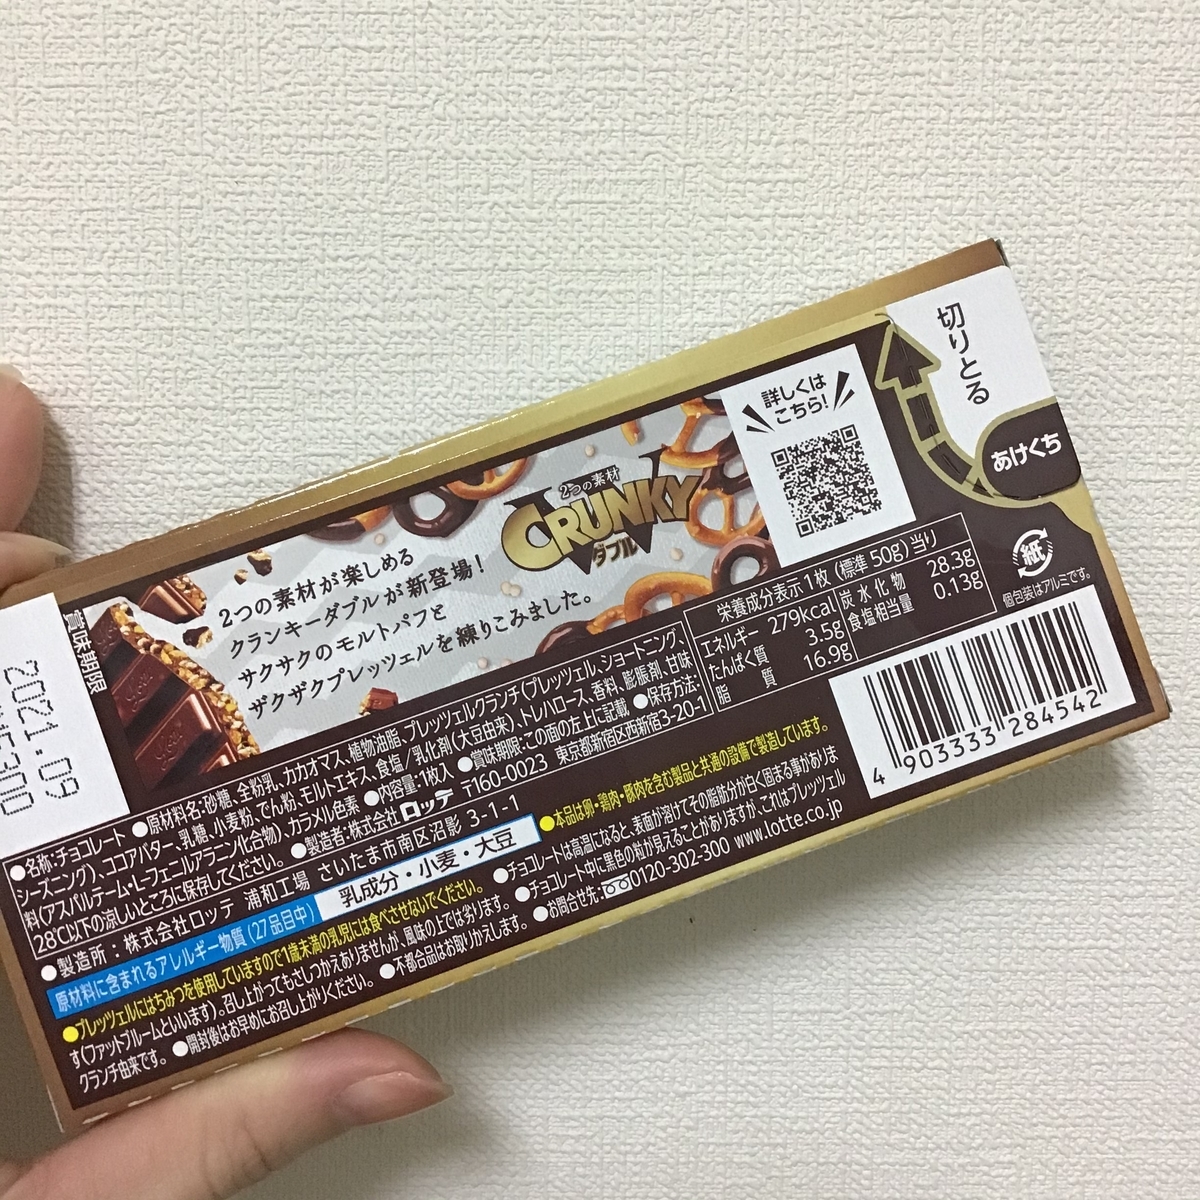 切りとる
あけくち
詳しくは
こちら!
2つの素材
CRUNKY
ダブル
2つの素材が楽しめる
クランキーダブルが新登場!
サクサクのモルトパフと
ザクザクプレッツェルを練りこみました。
賞味期限
2021.09
栄養成分表示1枚(標準50g)当り
エネルギー 279kcal
たんぱく質 3.5g
脂質 16.9g
炭水化物 28.3g
食塩相当量 0.13g
紙
個包装はアルミです。
4 903333 284542
●名称:チョコレート ●原材料名:砂糖、全粉乳、カカオマス、植物油脂、プレッツェルクランチ(プレッツェル、ショートニング、
シーズニング)、ココアバター、乳糖、小麦粉、でん粉、モルトエキス、食塩/乳化剤(大豆由来)、トレハロース、香料、膨脹剤、甘味
料(アスパルテーム・L-フェニルアラニン化合物)、カラメル色素 ●内容量:1枚入 ●賞味期限:この面の左上に記載 ●保存方法:
28℃以下の涼しいところに保存してください。 ●製造者:株式会社ロッテ 〒160-0023 東京都新宿区西新宿3-20-1
●製造所:株式会社ロッテ 浦和工場 さいたま市南区沼影 3-1-1
原材料に含まれるアレルギー物質(27品目中) 乳成分・小麦・大豆
●本品は卵・鶏肉・豚肉を含む製品と共通の設備で製造しています。
●プレッツェルにはちみつを使用していますので1歳未満の乳児には食べさせないでください。 ●チョコレートは高温になると、表面が溶けてその脂肪分が白く固まる事がありま
す(ファットブルームといいます)。召し上がってもさしつかえありませんが、風味の上では劣ります。 ●チョコレート中に黒色の粒が見えることがありますが、これはプレッツェル
クランチ由来です。 ●開封後はお早めにお召し上がりください。 ●不都合品はお取りかえします。 ●お問合せ先:0120-302-300 www.lotte.co.jp